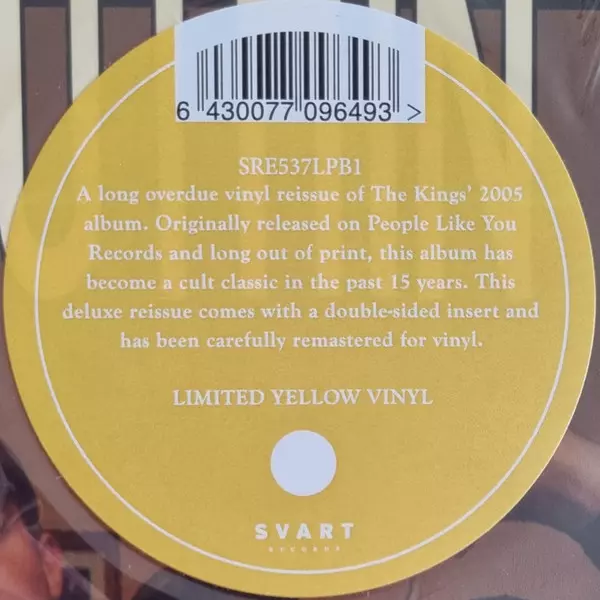 6 430077 096493 >
SRE537LPB1
A long overdue vinyl reissue of The Kings' 2005
album. Originally released on People Like You
Records and long out of print, this album has
become a cult classic in the past 15 years. This
deluxe reissue comes with a double-sided insert and
has been carefully remastered for vinyl.
LIMITED YELLOW VINYL
SVART
RECORDS